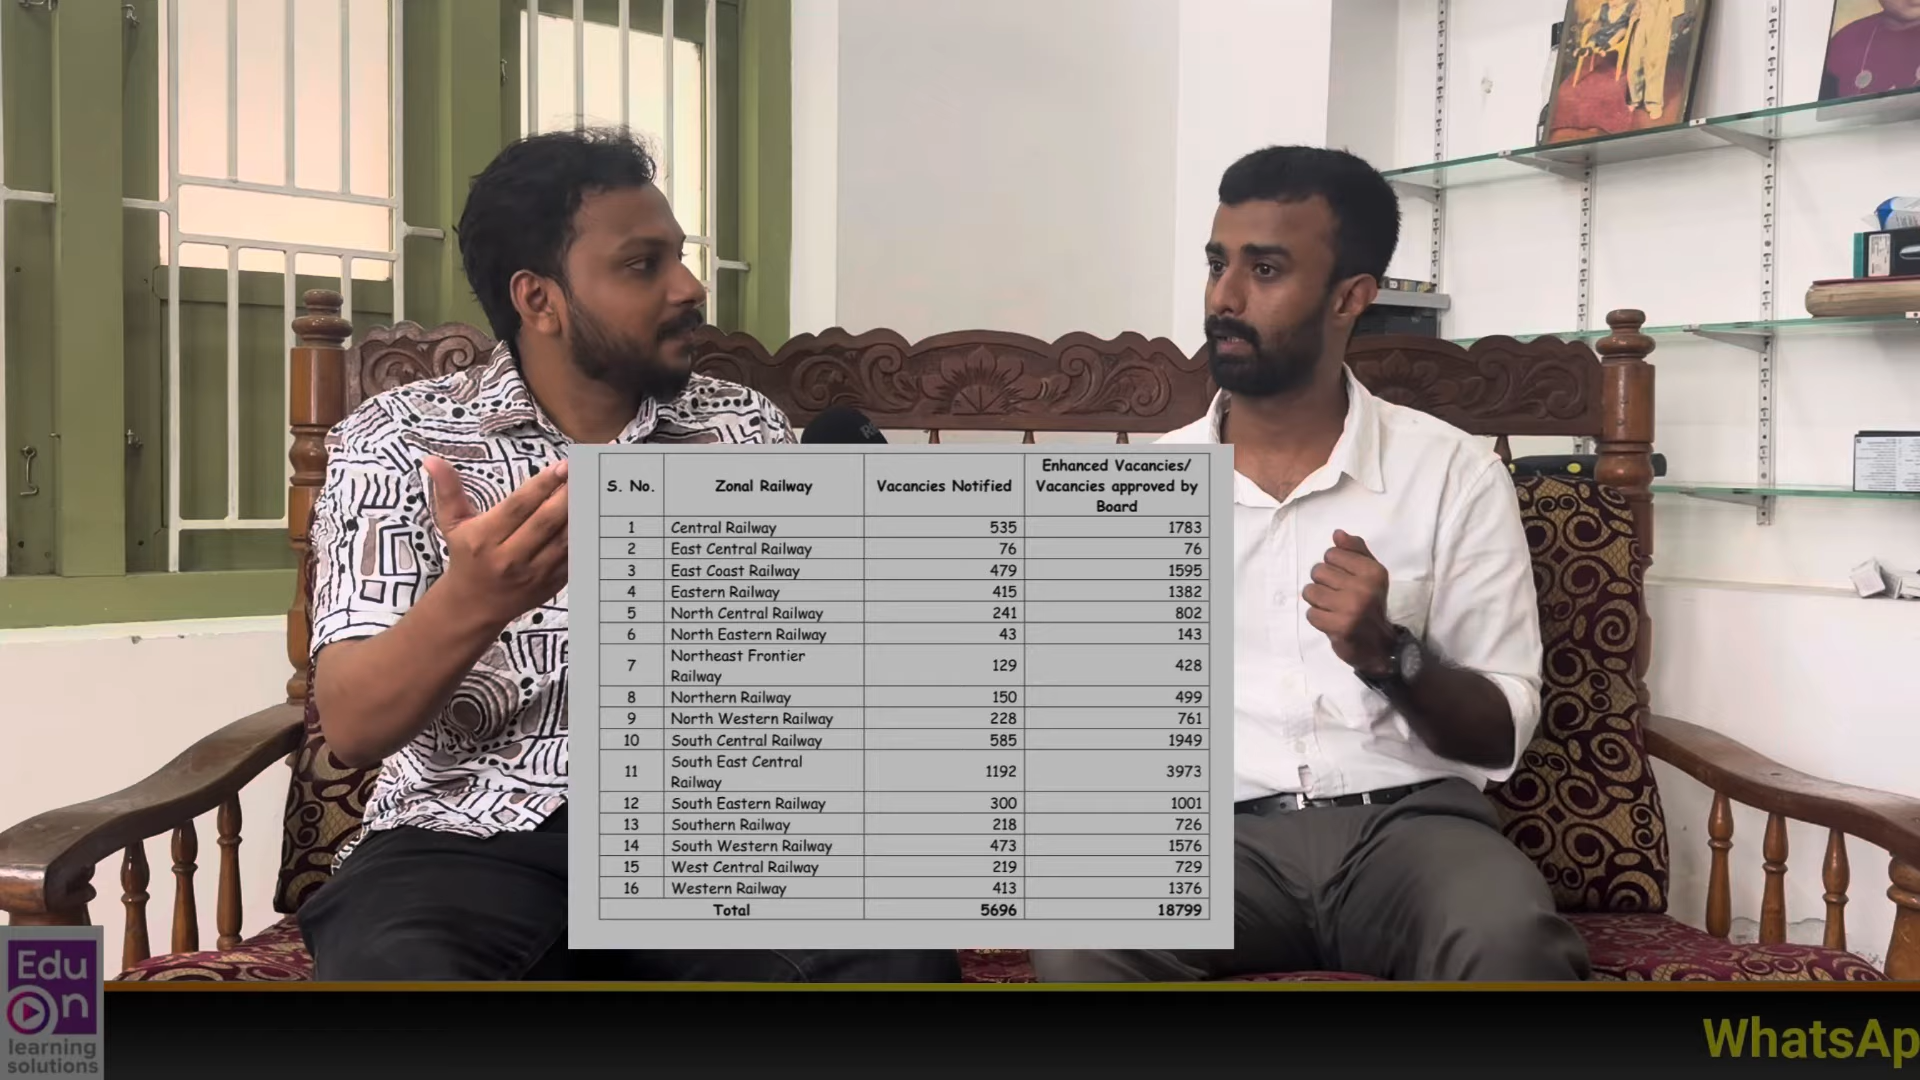 S. No. Zonal Railway Vacancies Notified Enhanced Vacancies/ Vacancies approved by Board
1 Central Railway 535 1783
2 East Central Railway 76 76
3 East Coast Railway 479 1595
4 Eastern Railway 415 1382
5 North Central Railway 241 802
6 North Eastern Railway 43 143
7 Northeast Frontier Railway 129 428
8 Northern Railway 150 499
9 North Western Railway 228 761
10 South Central Railway 585 1949
11 South East Central Railway 1192 3973
12 South Eastern Railway 300 1001
13 Southern Railway 218 726
14 South Western Railway 473 1576
15 West Central Railway 219 729
16 Western Railway 413 1376
Total 5696 18799
Edu
On
learning
solutions
WhatsAp